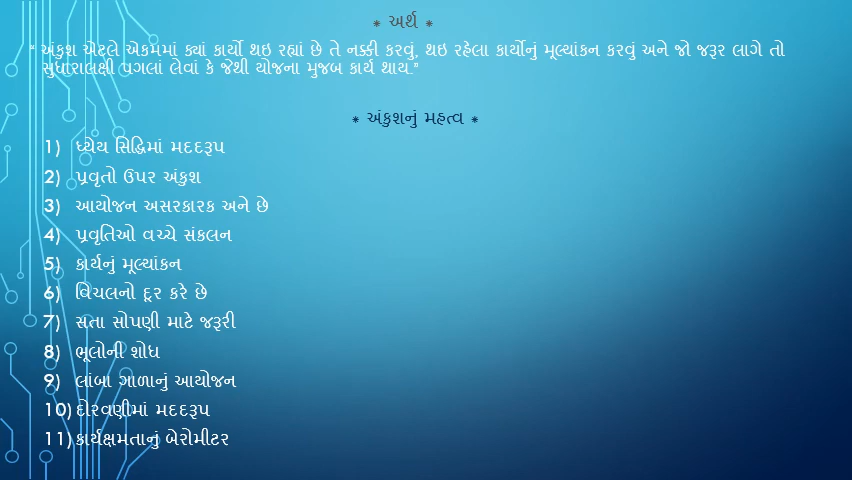 * અર્થ *
“ અંકુશ એટલે એકમમાં ક્યાં કાર્યો થઇ રહ્યાં છે તે નક્કી કરવું, થઇ રહેલા કાર્યોનું મૂલ્યાંકન કરવું અને જો જરૂર લાગે તો
સુધારાલક્ષી પગલાં લેવાં કે જેથી યોજના મુજબ કાર્ય થાય.”
* અંકુશનું મહત્વ *
1) ધ્યેય સિદ્ધિમાં મદદરૂપ
2) પ્રવૃતો ઉપર અંકુશ
3) આયોજન અસરકારક અને છે
4) પ્રવૃતિઓ વચ્ચે સંકલન
5) કાર્યનું મૂલ્યાંકન
6) વિચલનો દૂર કરે છે
7) સતા સોપણી માટે જરૂરી
8) ભૂલોની શોધ
9) લાંબા ગાળાનું આયોજન
10) દોરવણીમાં મદદરૂપ
11) કાર્યક્ષમતાનું બેરોમીટર